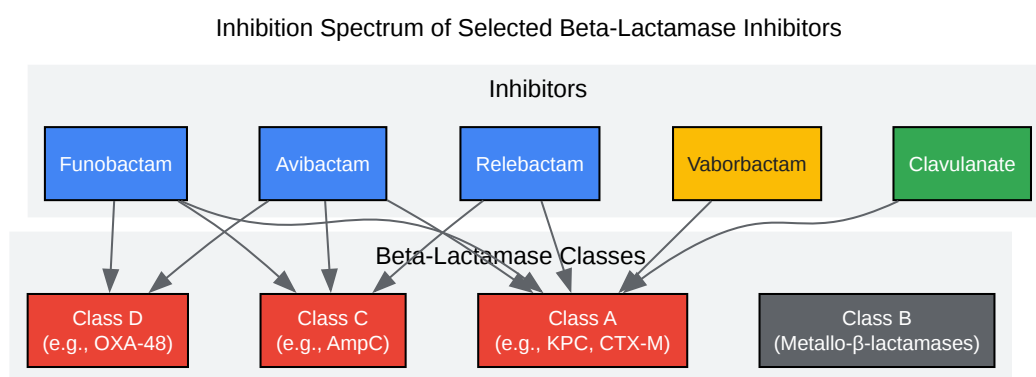 Inhibition Spectrum of Selected Beta-Lactamase Inhibitors
Inhibitors
Funobactam
Avibactam
Relebactam
Vaborbactam
Clavulanate
Beta-Lactamase Classes
Class D
(e.g., OXA-48)
Class C
(e.g., AmpC)
Class A
(e.g., KPC, CTX-M)
Class B
(Metallo-β-lactamases)